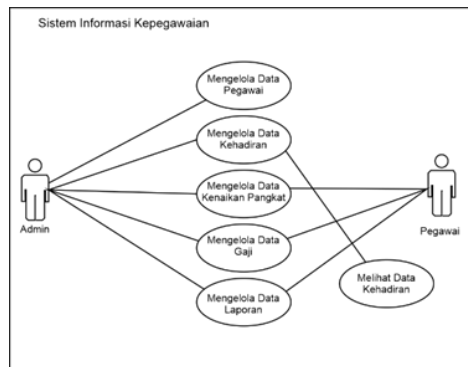 Sistem Informasi Kepegawaian
Mengelola Data
Pegawai
Mengelola Data
Kehadiran
Mengelola Data
Kenaikan Pangkat
Admin
Pegawai
Mengelola Data
Gaji
Melihat Data
Kehadiran
Mengelola Data
Laporan